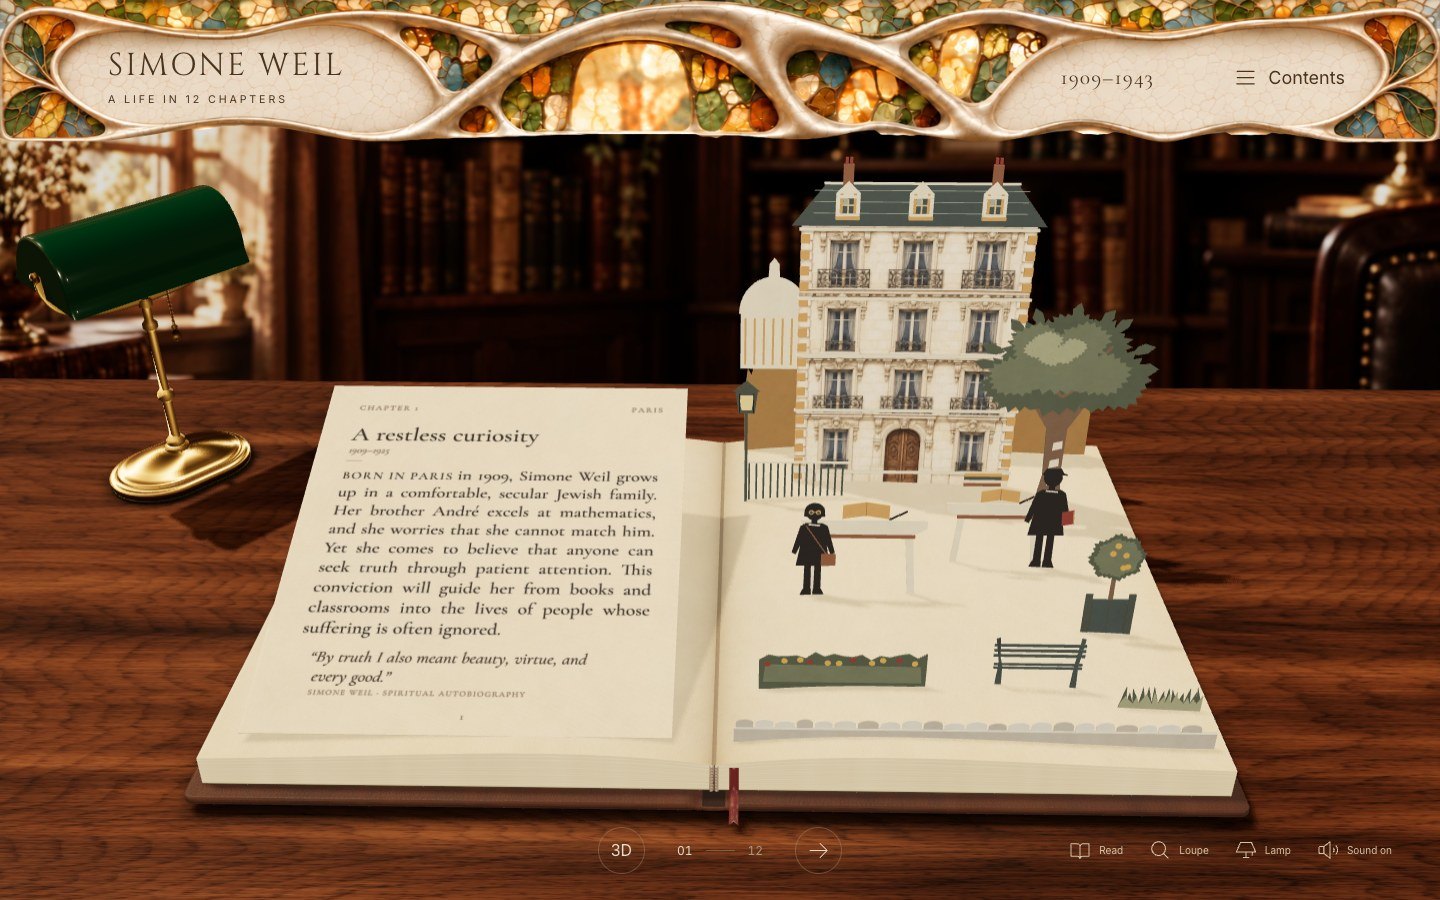 SIMONE WEIL
A LIFE IN 12 CHAPTERS
1909–1943
Contents
CHAPTER 1
PARIS
A restless curiosity
1909–1925
BORN IN PARIS in 1909, Simone Weil grows
up in a comfortable, secular Jewish family.
Her brother André excels at mathematics,
and she worries that she cannot match him.
Yet she comes to believe that anyone can
seek truth through patient attention. This
conviction will guide her from books and
classrooms into the lives of people whose
suffering is often ignored.
“By truth I also meant beauty, virtue, and
every good.”
SIMONE WEIL · SPIRITUAL AUTOBIOGRAPHY
1
3D
01
12
Read
Loupe
Lamp
Sound on